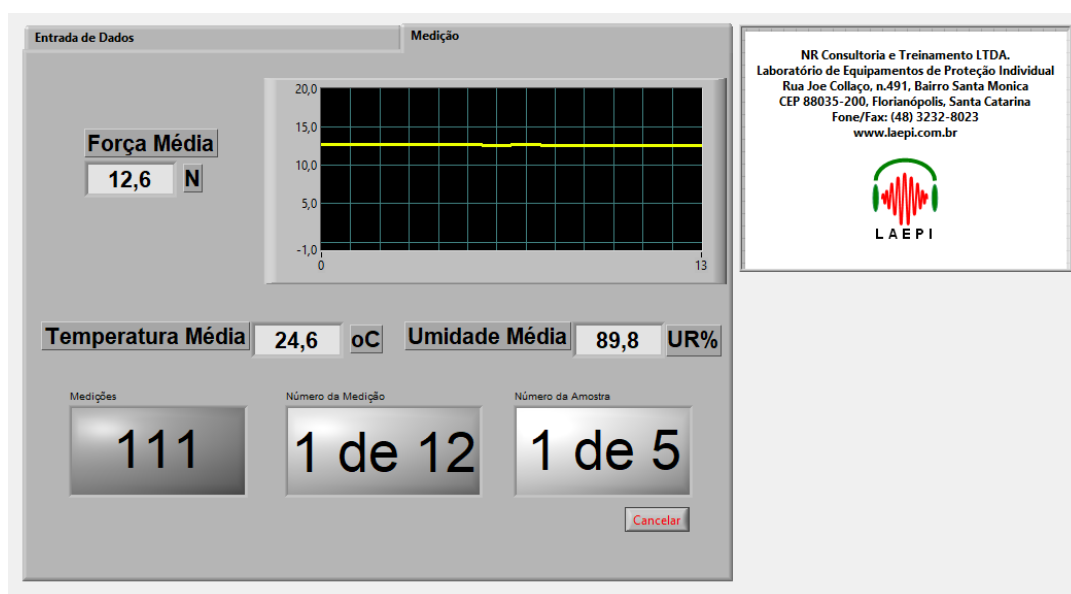 Entrada de Dados
Medição
Força Média
12,6 N
20,0
15,0
10,0
5,0
-1,0
0 13
Temperatura Média 24,6 oC Umidade Média 89,8 UR%
Medições
111
Número da Medição
1 de 12
Número da Amostra
1 de 5
Cancelar
NR Consultoria e Treinamento LTDA.
Laboratório de Equipamentos de Proteção Individual
Rua Joe Collaço, n.491, Bairro Santa Monica
CEP 88035-200, Florianópolis, Santa Catarina
Fone/Fax: (48) 3232-8023
www.laepi.com.br
LAEPI